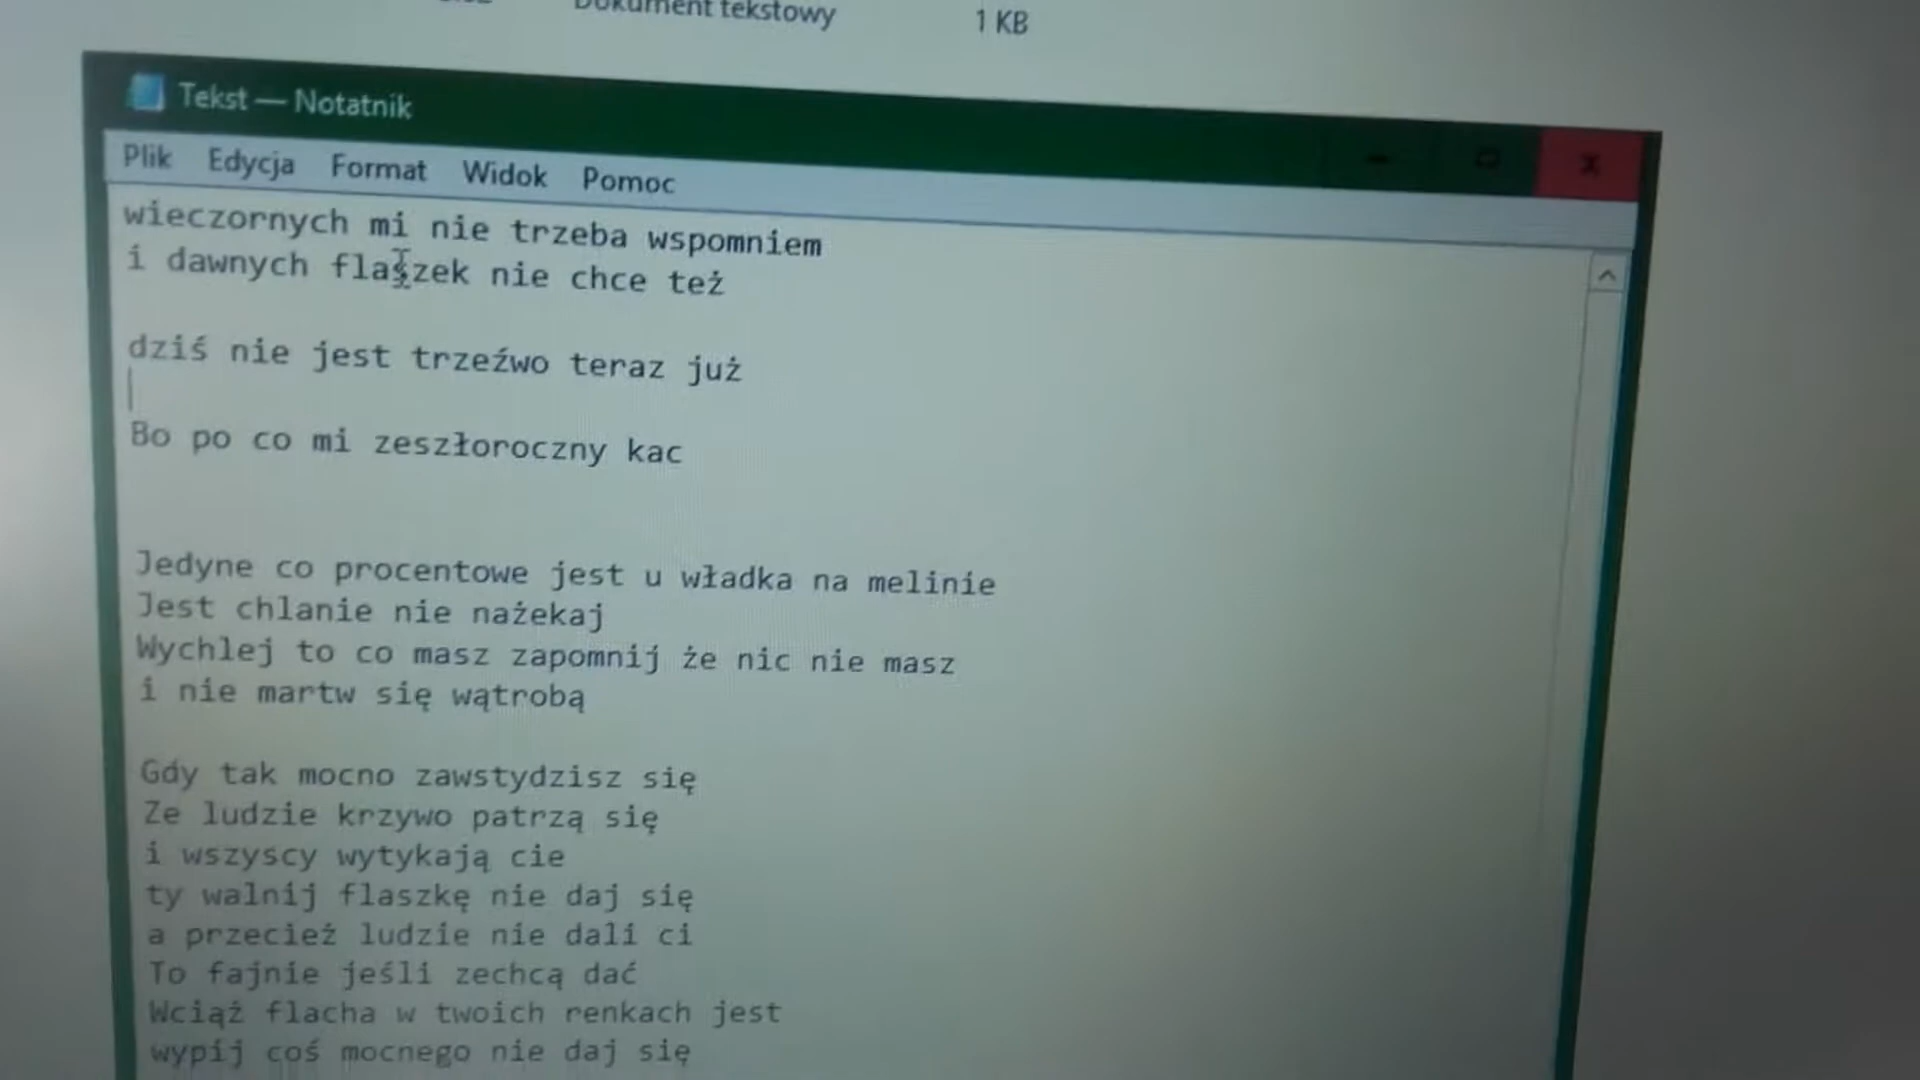 Dokument tekstowy 1 KB
Tekst — Notatnik
Plik Edycja Format Widok Pomoc
wieczornych mi nie trzeba wspomniem
i dawnych flaszek nie chce też
dziś nie jest trzeźwo teraz już
Bo po co mi zeszłoroczny kac
Jedyne co procentowe jest u władka na melinie
Jest chlanie nie nażekaj
Wychlej to co masz zapomnij że nic nie masz
i nie martw się wątrobą
Gdy tak mocno zawstydzisz się
Ze ludzie krzywo patrzą się
i wszyscy wytykają cie
ty walnij flaszkę nie daj się
a przecież ludzie nie dali ci
To fajnie jeśli zechcą dać
Wciąż flacha w twoich renkach jest
wypij coś mocnego nie daj się